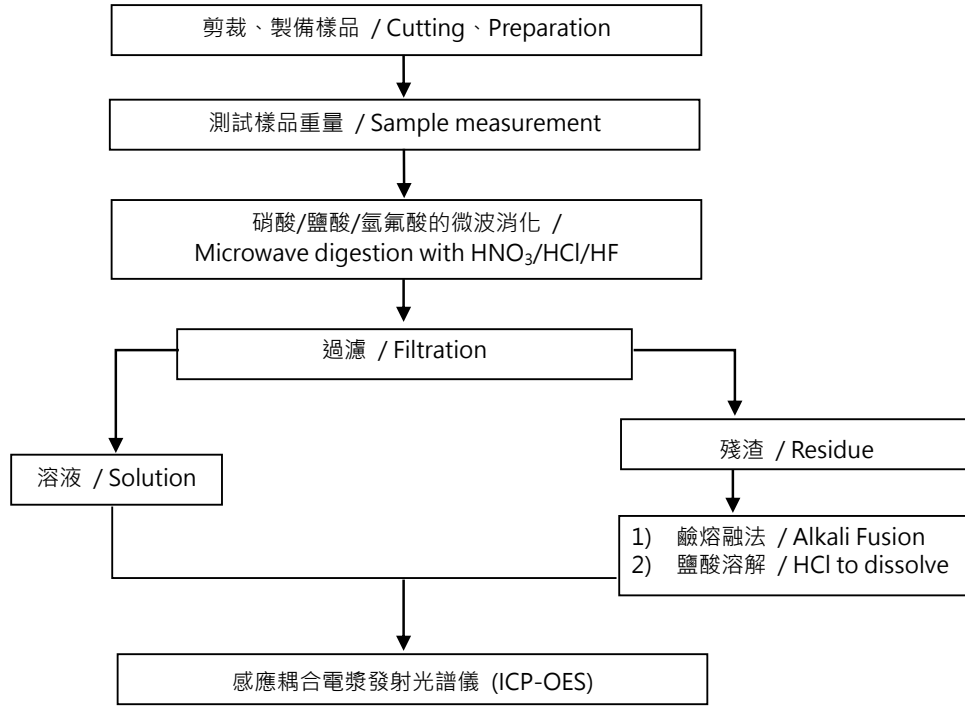 剪裁、製備樣品 / Cutting、Preparation
測試樣品重量 / Sample measurement
硝酸/鹽酸/氫氟酸的微波消化 /
Microwave digestion with HNO₃/HCl/HF
過濾 / Filtration
溶液 / Solution
殘渣 / Residue
1) 鹼熔融法 / Alkali Fusion
2) 鹽酸溶解 / HCl to dissolve
感應耦合電漿發射光譜儀 (ICP-OES)